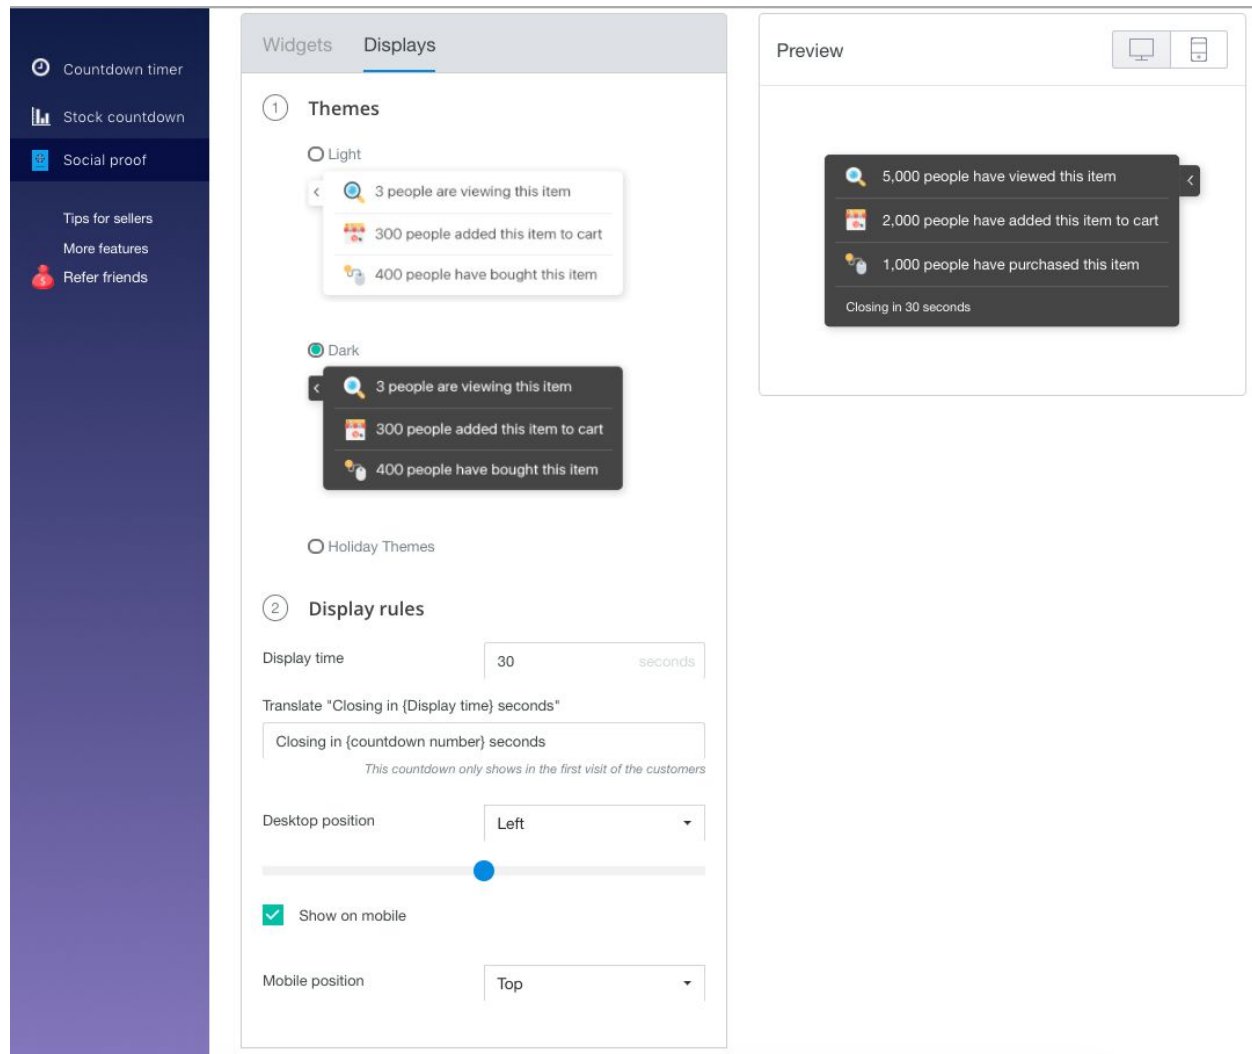 Countdown timer
Stock countdown
Social proof
Tips for sellers
More features
Refer friends
Widgets Displays
1 Themes
Light
3 people are viewing this item
300 people added this item to cart
400 people have bought this item
Dark
3 people are viewing this item
300 people added this item to cart
400 people have bought this item
Holiday Themes
2 Display rules
Display time 30 seconds
Translate "Closing in {Display time} seconds"
Closing in {countdown number} seconds
This countdown only shows in the first visit of the customers
Desktop position Left
Show on mobile
Mobile position Top
Preview
5,000 people have viewed this item
2,000 people have added this item to cart
1,000 people have purchased this item
Closing in 30 seconds